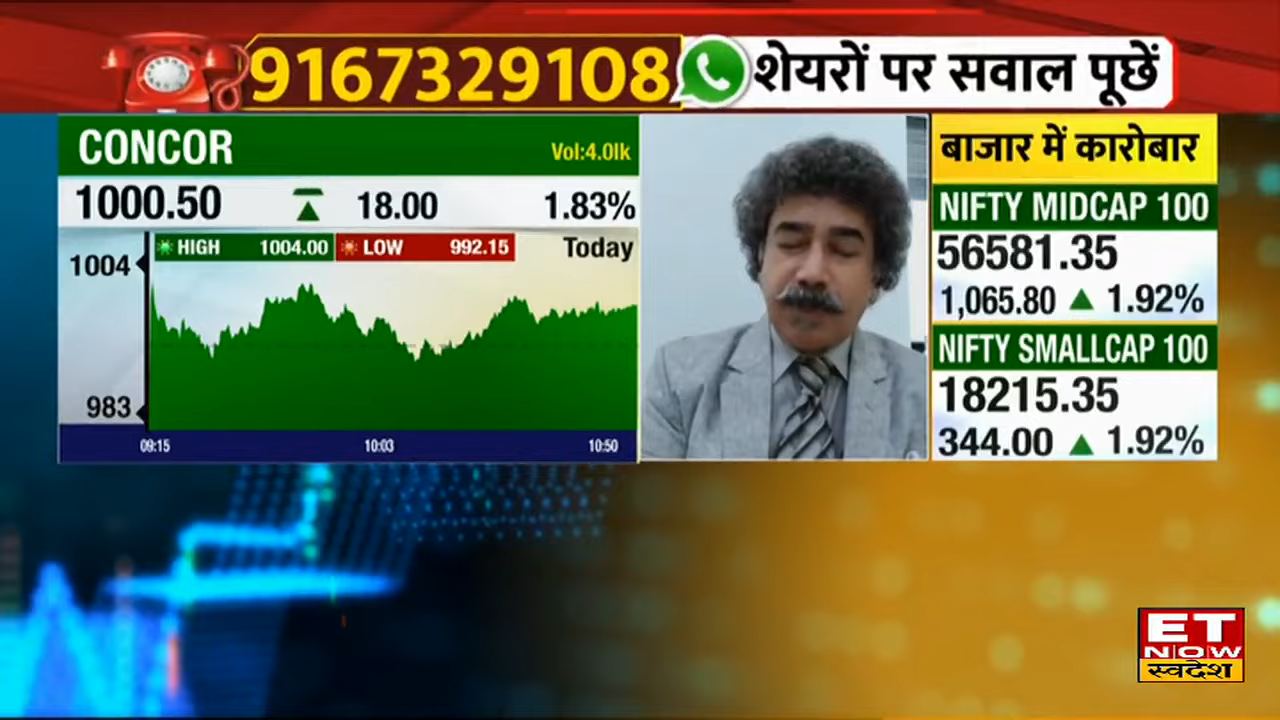 9167329108 शेयरों पर सवाल पूछें
CONCOR Vol:4.0lk
1000.50 18.00 1.83%
HIGH 1004.00 LOW 992.15 Today
1004
983
09:15 10:03 10:50
बाजार में कारोबार
NIFTY MIDCAP 100
56581.35
1,065.80 1.92%
NIFTY SMALLCAP 100
18215.35
344.00 1.92%
ET
NOW
स्वदेश